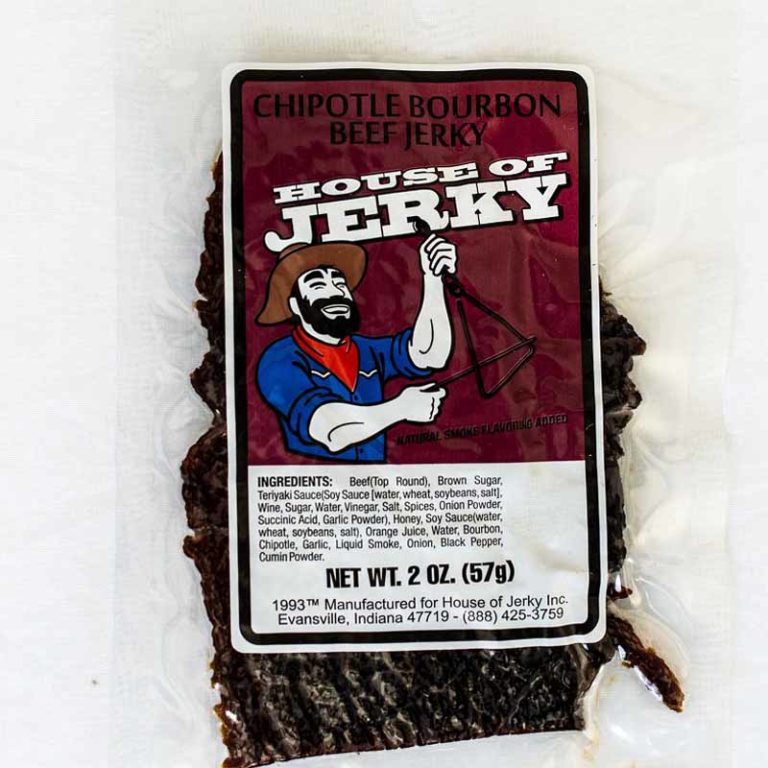 CHIPOTLE BOURBON
BEEF JERKY
HOUSE OF
JERKY
NATURAL SMOKE FLAVORING ADDED
INGREDIENTS: Beef(Top Round), Brown Sugar,
Teriyaki Sauce(Soy Sauce [water, wheat, soybeans, salt],
Wine, Sugar, Water, Vinegar, Salt, Spices, Onion Powder,
Succinic Acid, Garlic Powder), Honey, Soy Sauce(water,
wheat, soybeans, salt), Orange Juice, Water, Bourbon,
Chipotle, Garlic, Liquid Smoke, Onion, Black Pepper,
Cumin Powder.
NET WT. 2 OZ. (57g)
1993™ Manufactured for House of Jerky Inc.
Evansville, Indiana 47719 - (888) 425-3759